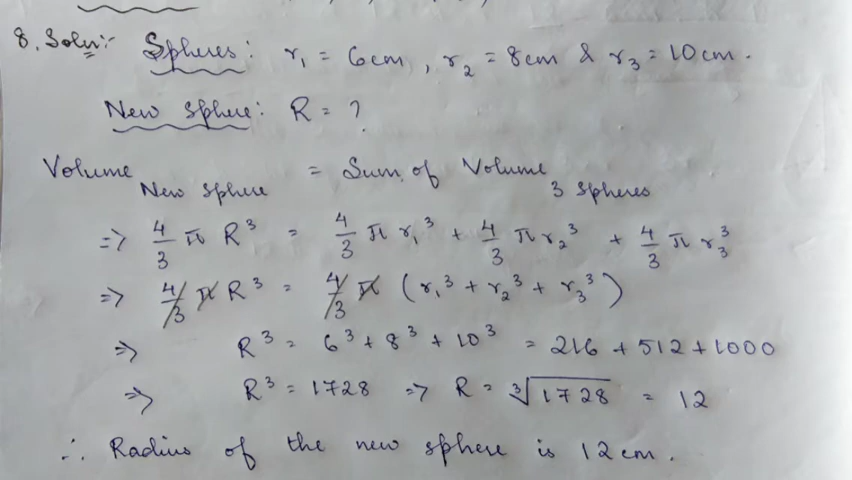 8. Soln:- Spheres: r₁ = 6cm, r₂ = 8cm & r₃ = 10cm.
New sphere: R = ?
Volume New sphere = Sum of Volume 3 spheres
=> 4/3 π R³ = 4/3 π r₁³ + 4/3 π r₂³ + 4/3 π r₃³
=> 4/3 π R³ = 4/3 π (r₁³ + r₂³ + r₃³)
=> R³ = 6³ + 8³ + 10³ = 216 + 512 + 1000
=> R³ = 1728 => R = ∛1728 = 12
∴ Radius of the new sphere is 12cm.